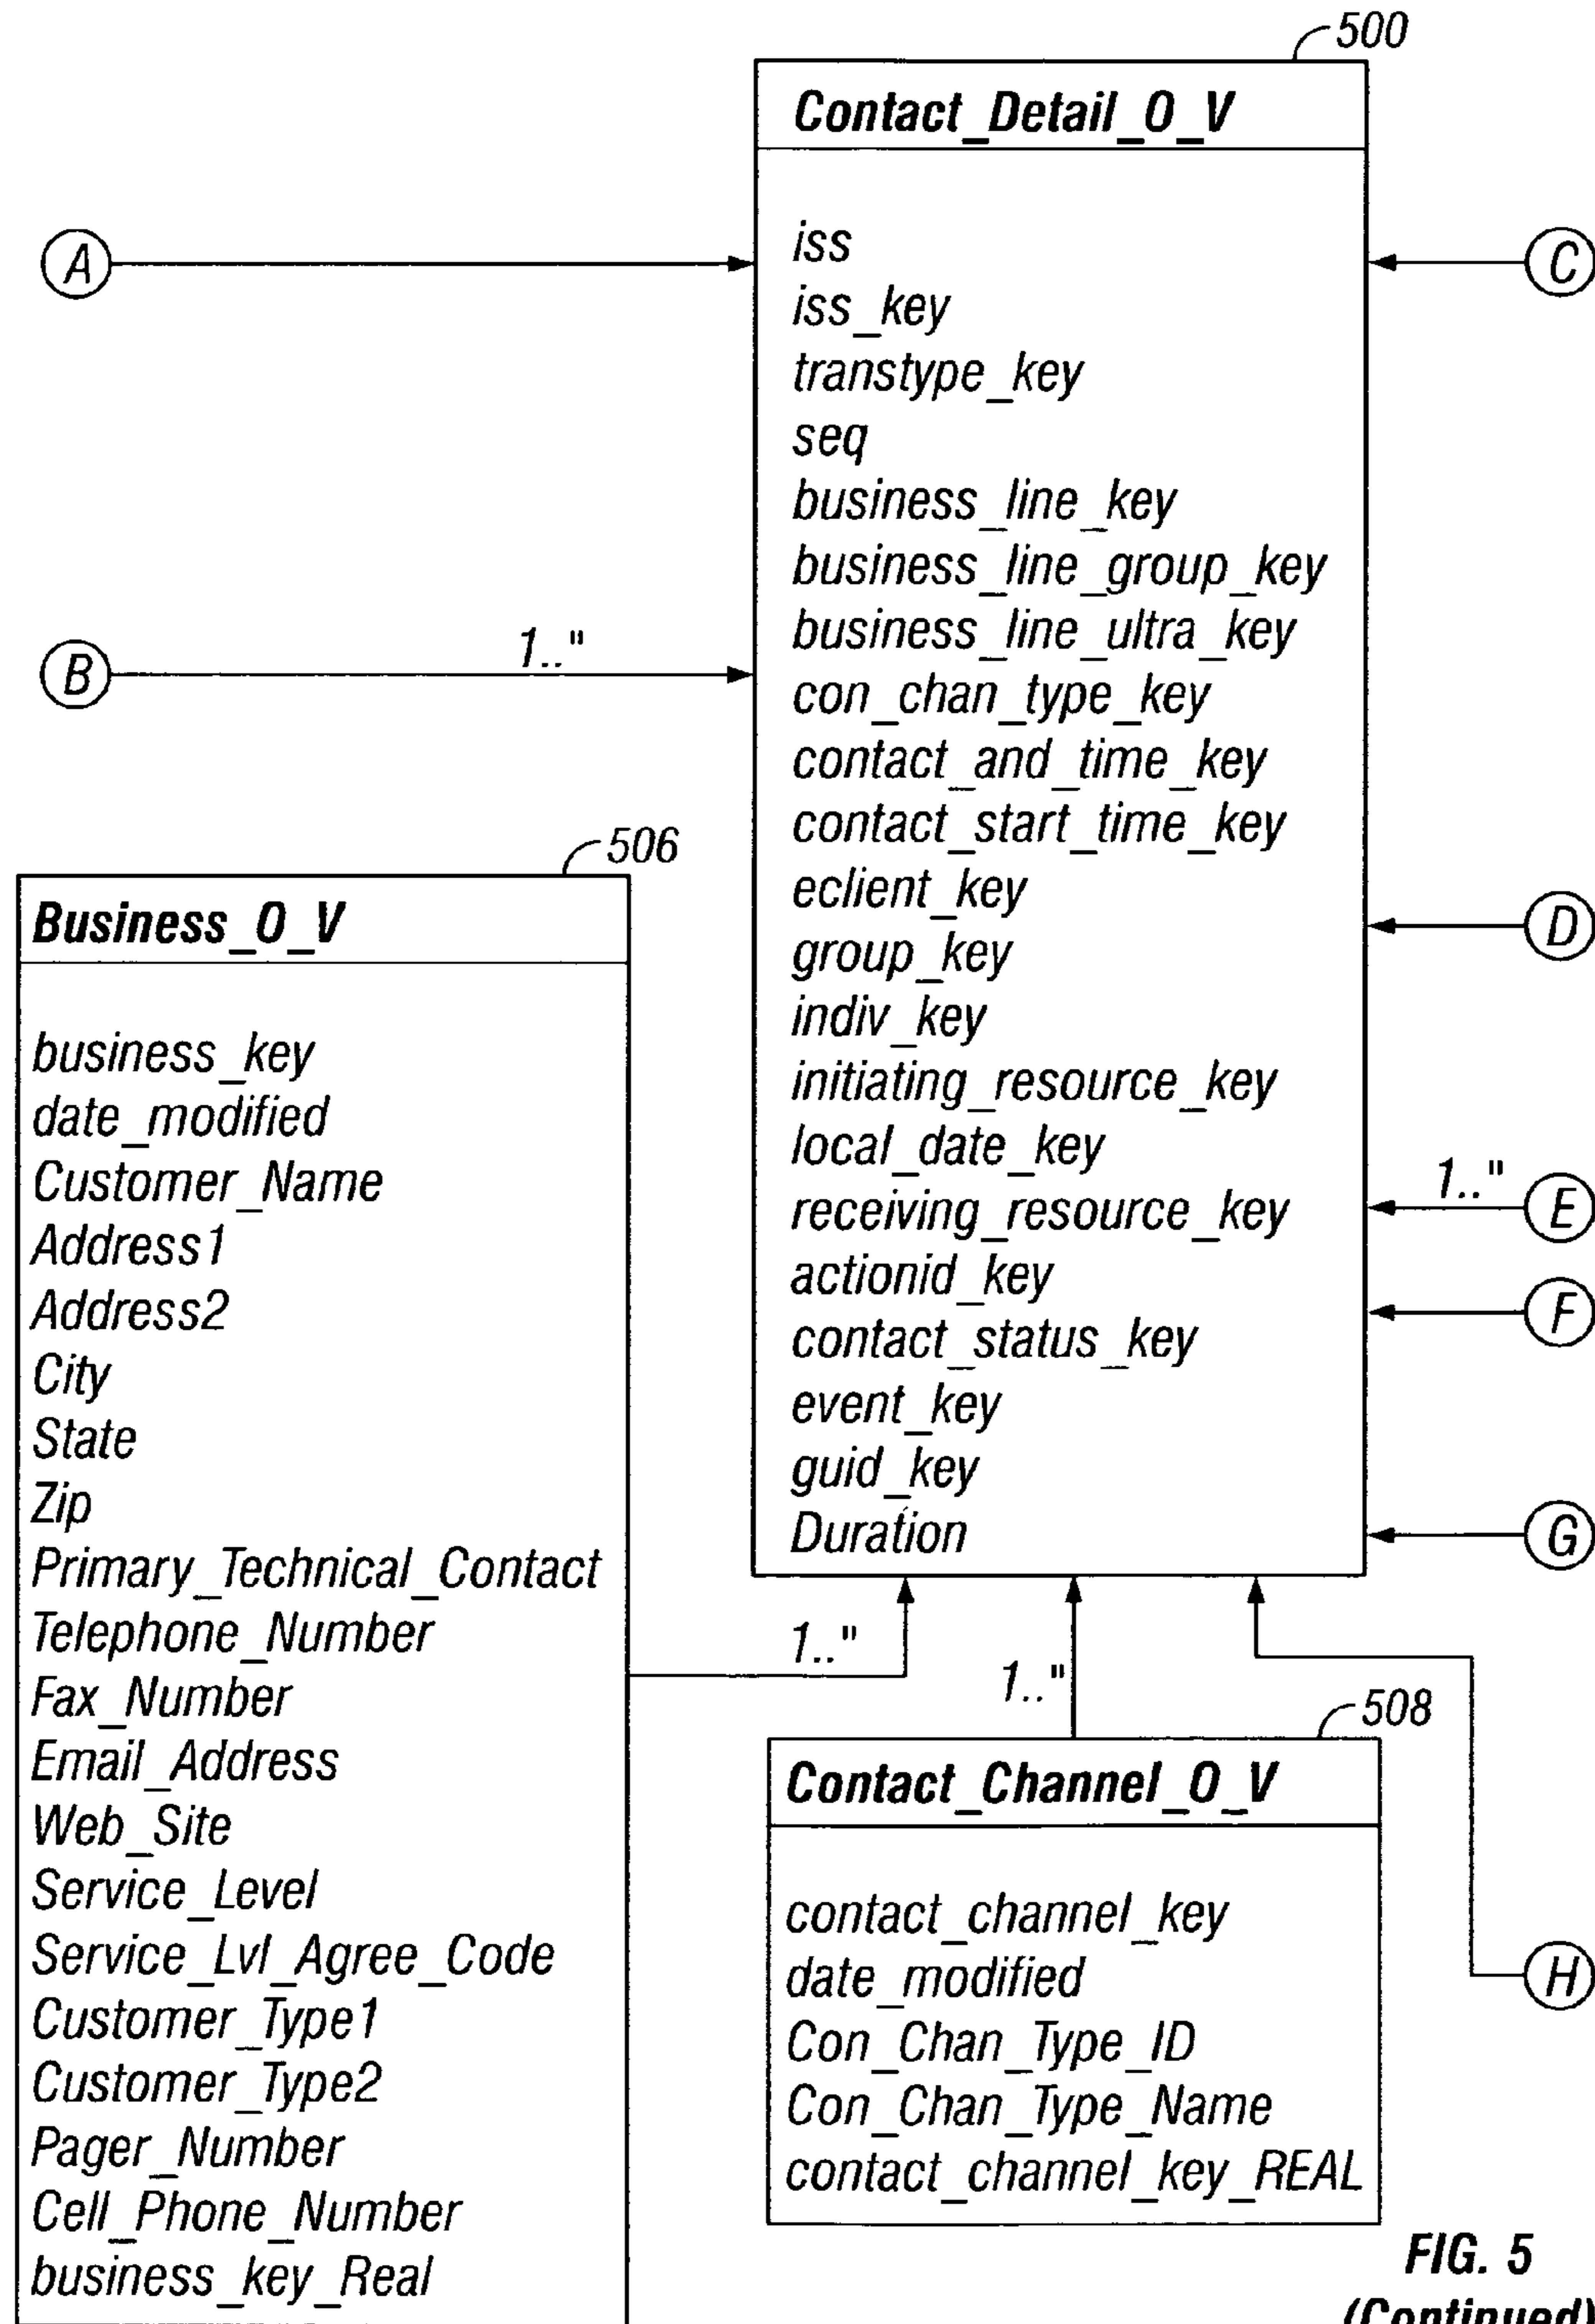 500
Contact_Detail_O_V
iss
iss_key
transtype_key
seq
business_line_key
business_line_group_key
business_line_ultra_key
con_chan_type_key
contact_and_time_key
contact_start_time_key
eclient_key
group_key
indiv_key
initiating_resource_key
local_date_key
receiving_resource_key
actionid_key
contact_status_key
event_key
guid_key
Duration
A
B
1.."
C
D
1.."
E
F
G
506
Business_O_V
business_key
date_modified
Customer_Name
Address1
Address2
City
State
Zip
Primary_Technical_Contact
Telephone_Number
Fax_Number
Email_Address
Web_Site
Service_Level
Service_Lvl_Agree_Code
Customer_Type1
Customer_Type2
Pager_Number
Cell_Phone_Number
business_key_Real
1.."
1.."
508
Contact_Channel_O_V
contact_channel_key
date_modified
Con_Chan_Type_ID
Con_Chan_Type_Name
contact_channel_key_REAL
H
FIG. 5
(Continued)